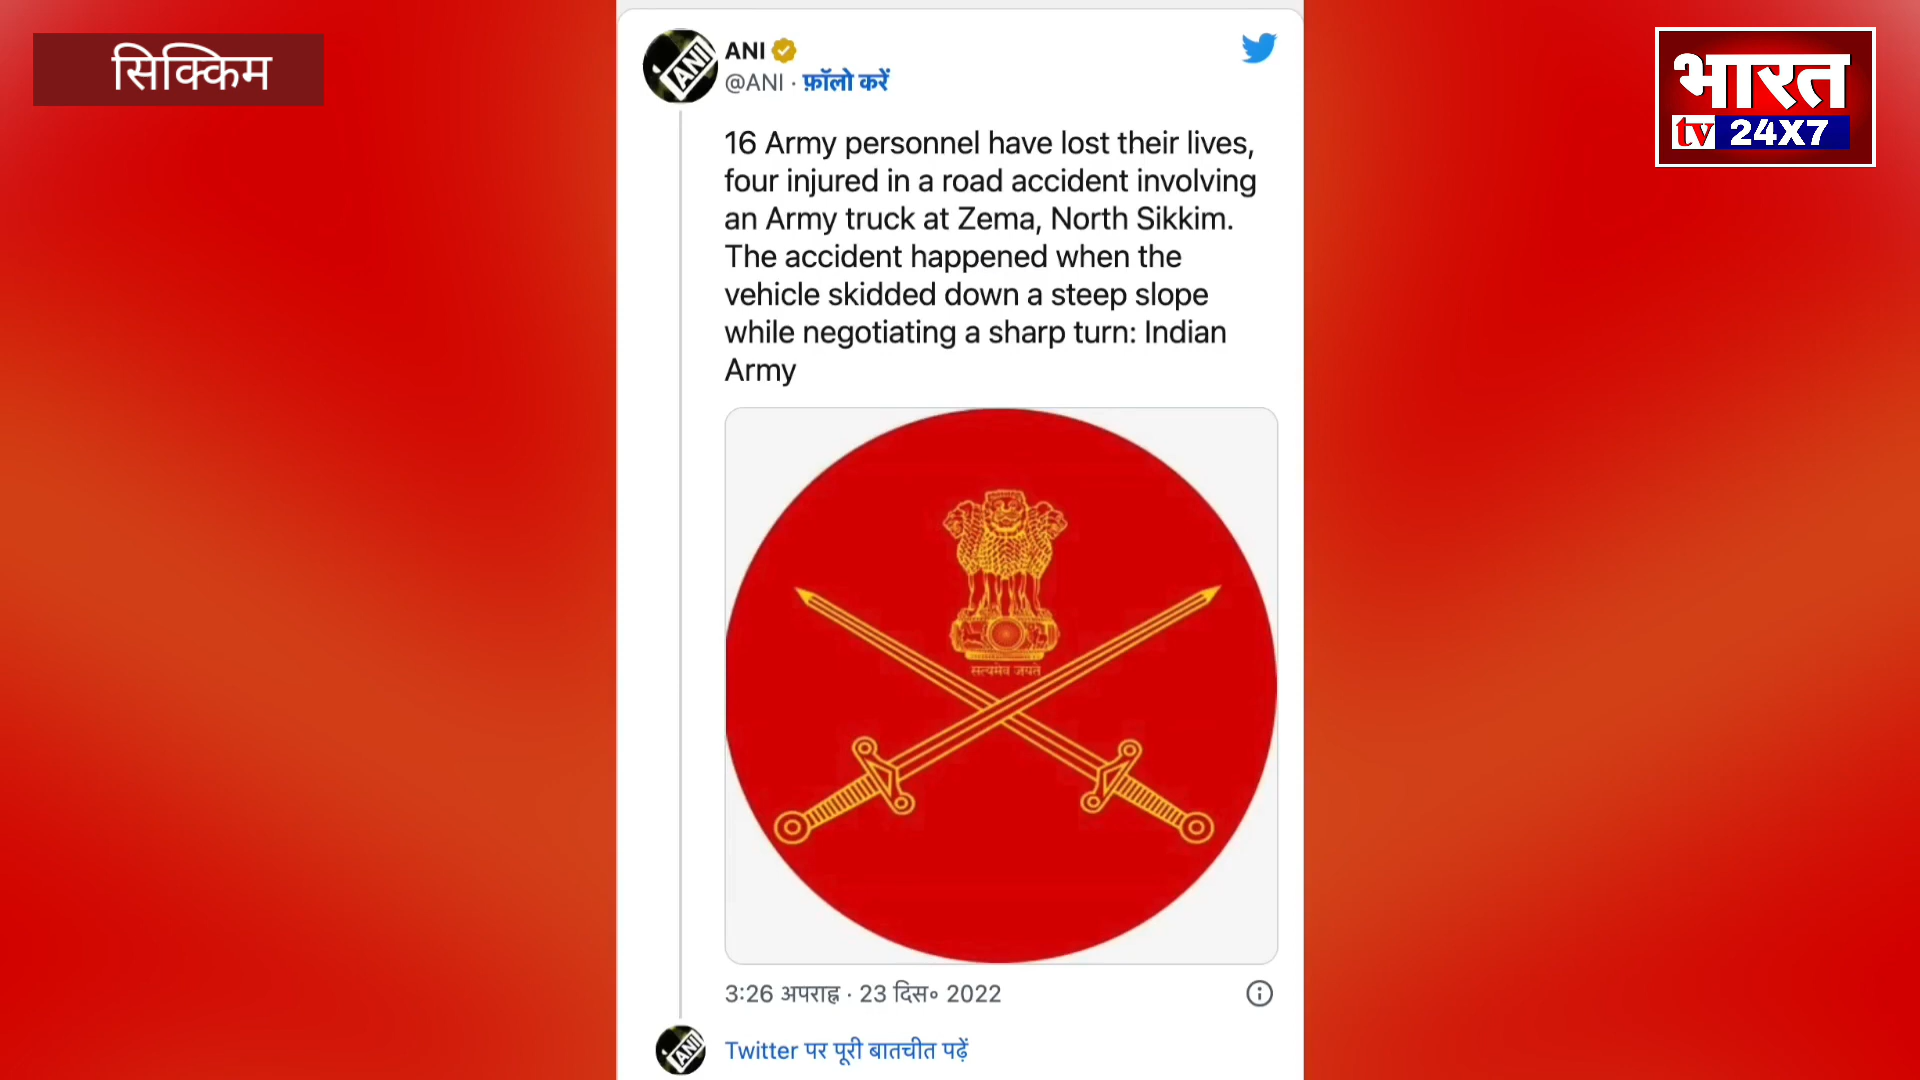 सिक्किम
ANI
@ANI · फ़ॉलो करें
16 Army personnel have lost their lives,
four injured in a road accident involving
an Army truck at Zema, North Sikkim.
The accident happened when the
vehicle skidded down a steep slope
while negotiating a sharp turn: Indian
Army
सत्यमेव जयते
3:26 अपराह्न · 23 दिस॰ 2022
ANI
Twitter पर पूरी बातचीत पढ़ें
भारत
tv 24X7
ANI